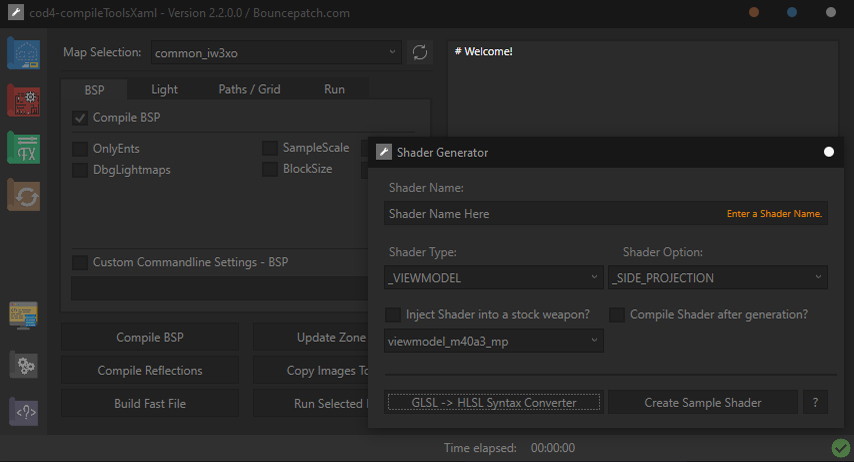 cod4-compileToolsXaml - Version 2.2.0.0 / Bouncepatch.com
Map Selection:
common_iw3xo
# Welcome!
BSP
Light
Paths / Grid
Run
Compile BSP
OnlyEnts
SampleScale
DbgLightmaps
BlockSize
Custom Commandline Settings - BSP
Compile BSP
Update Zone
Compile Reflections
Copy Images To
Build Fast File
Run Selected
Shader Generator
Shader Name:
Shader Name Here
Enter a Shader Name.
Shader Type:
Shader Option:
_VIEWMODEL
_SIDE_PROJECTION
Inject Shader into a stock weapon?
Compile Shader after generation?
viewmodel_m40a3_mp
GLSL -> HLSL Syntax Converter
Create Sample Shader
?
FX
<?>
Time elapsed: 00:00:00